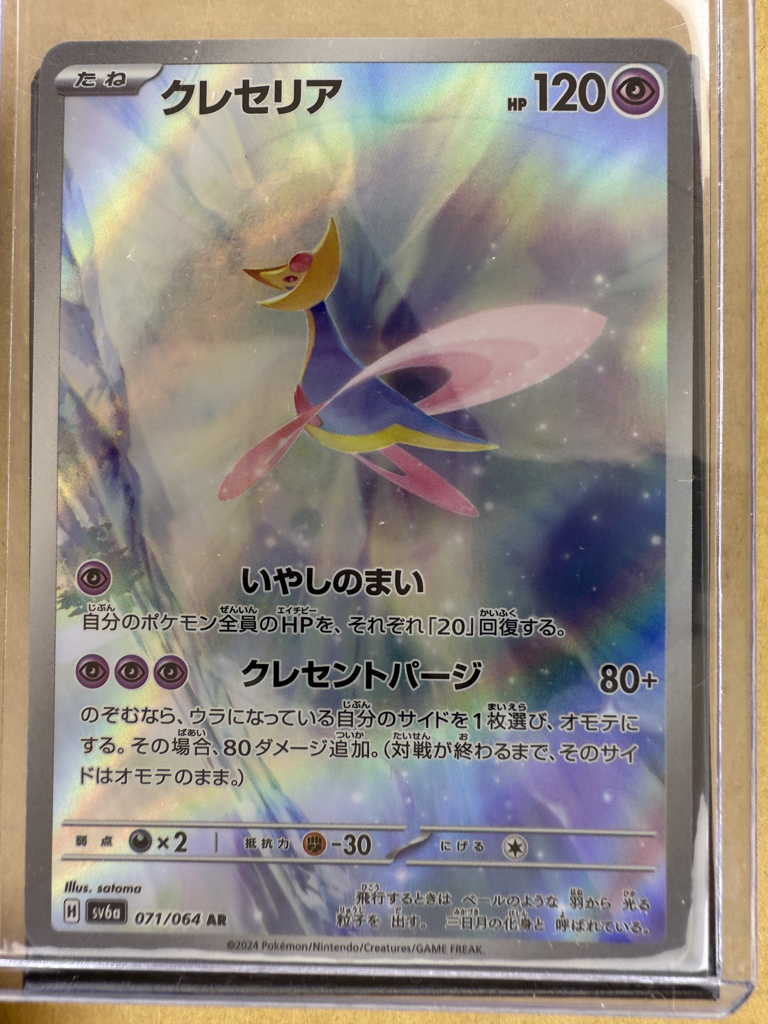 たね クレセリア HP 120
いやしのまい
自分のポケモン全員のHPを、それぞれ「20」回復する。
クレセントパージ 80+
のぞむなら、ウラになっている自分のサイドを1枚選び、オモテに
する。その場合、80ダメージ追加。(対戦が終わるまで、そのサイ
ドはオモテのまま。)
弱点 ×2 抵抗力 -30 にげる
Illus. satoma
飛行するときは ベールのような 羽から 光る
粒子を 出す。 三日月の化身と 呼ばれている。
H sv6a 071/064 AR
©2024 Pokémon/Nintendo/Creatures/GAME FREAK.